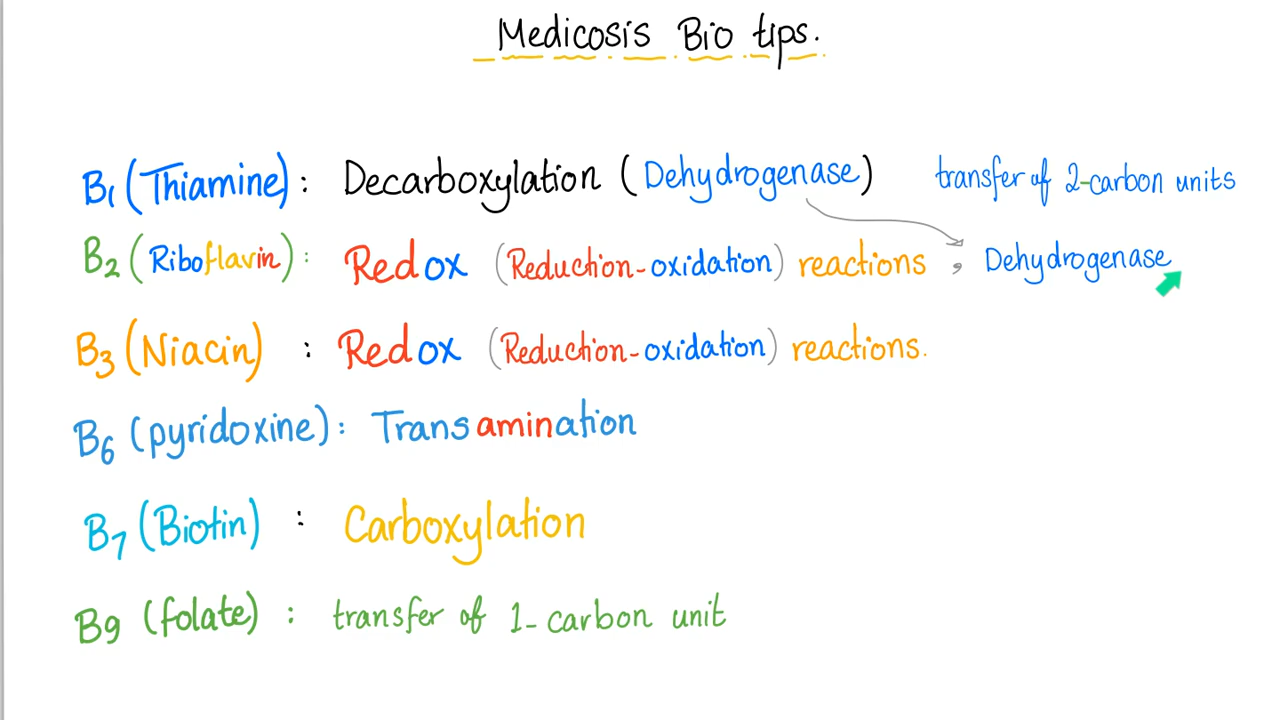 Medicosis Bio tips.
B1 (Thiamine): Decarboxylation (Dehydrogenase) transfer of 2-carbon units
B2 (Riboflavin): Redox (Reduction-oxidation) reactions ; Dehydrogenase
B3 (Niacin) : Redox (Reduction-oxidation) reactions.
B6 (pyridoxine): Transamination
B7 (Biotin) : Carboxylation
B9 (folate) : transfer of 1-carbon unit